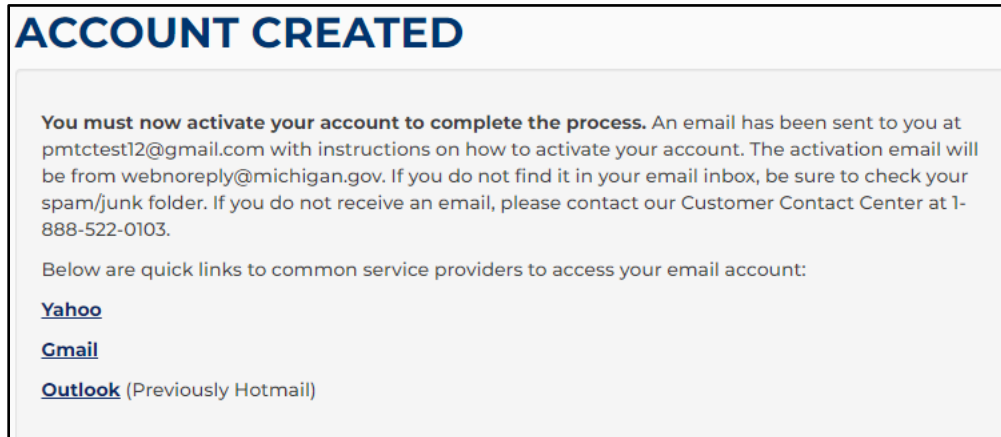 ACCOUNT CREATED
You must now activate your account to complete the process. An email has been sent to you at
pmtctest12@gmail.com with instructions on how to activate your account. The activation email will
be from webnoreply@michigan.gov. If you do not find it in your email inbox, be sure to check your
spam/junk folder. If you do not receive an email, please contact our Customer Contact Center at 1-
888-522-0103.
Below are quick links to common service providers to access your email account:
Yahoo
Gmail
Outlook (Previously Hotmail)